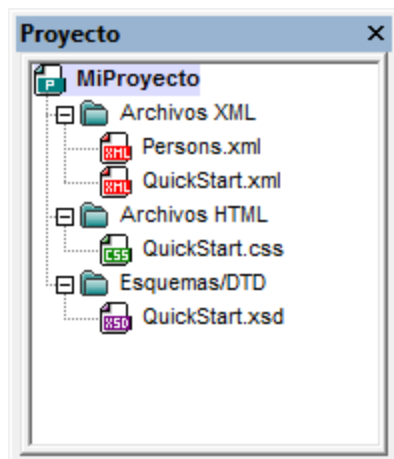 Proyecto
MiProyecto
Archivos XML
Persons.xml
QuickStart.xml
Archivos HTML
QuickStart.css
Esquemas/DTD
QuickStart.xsd